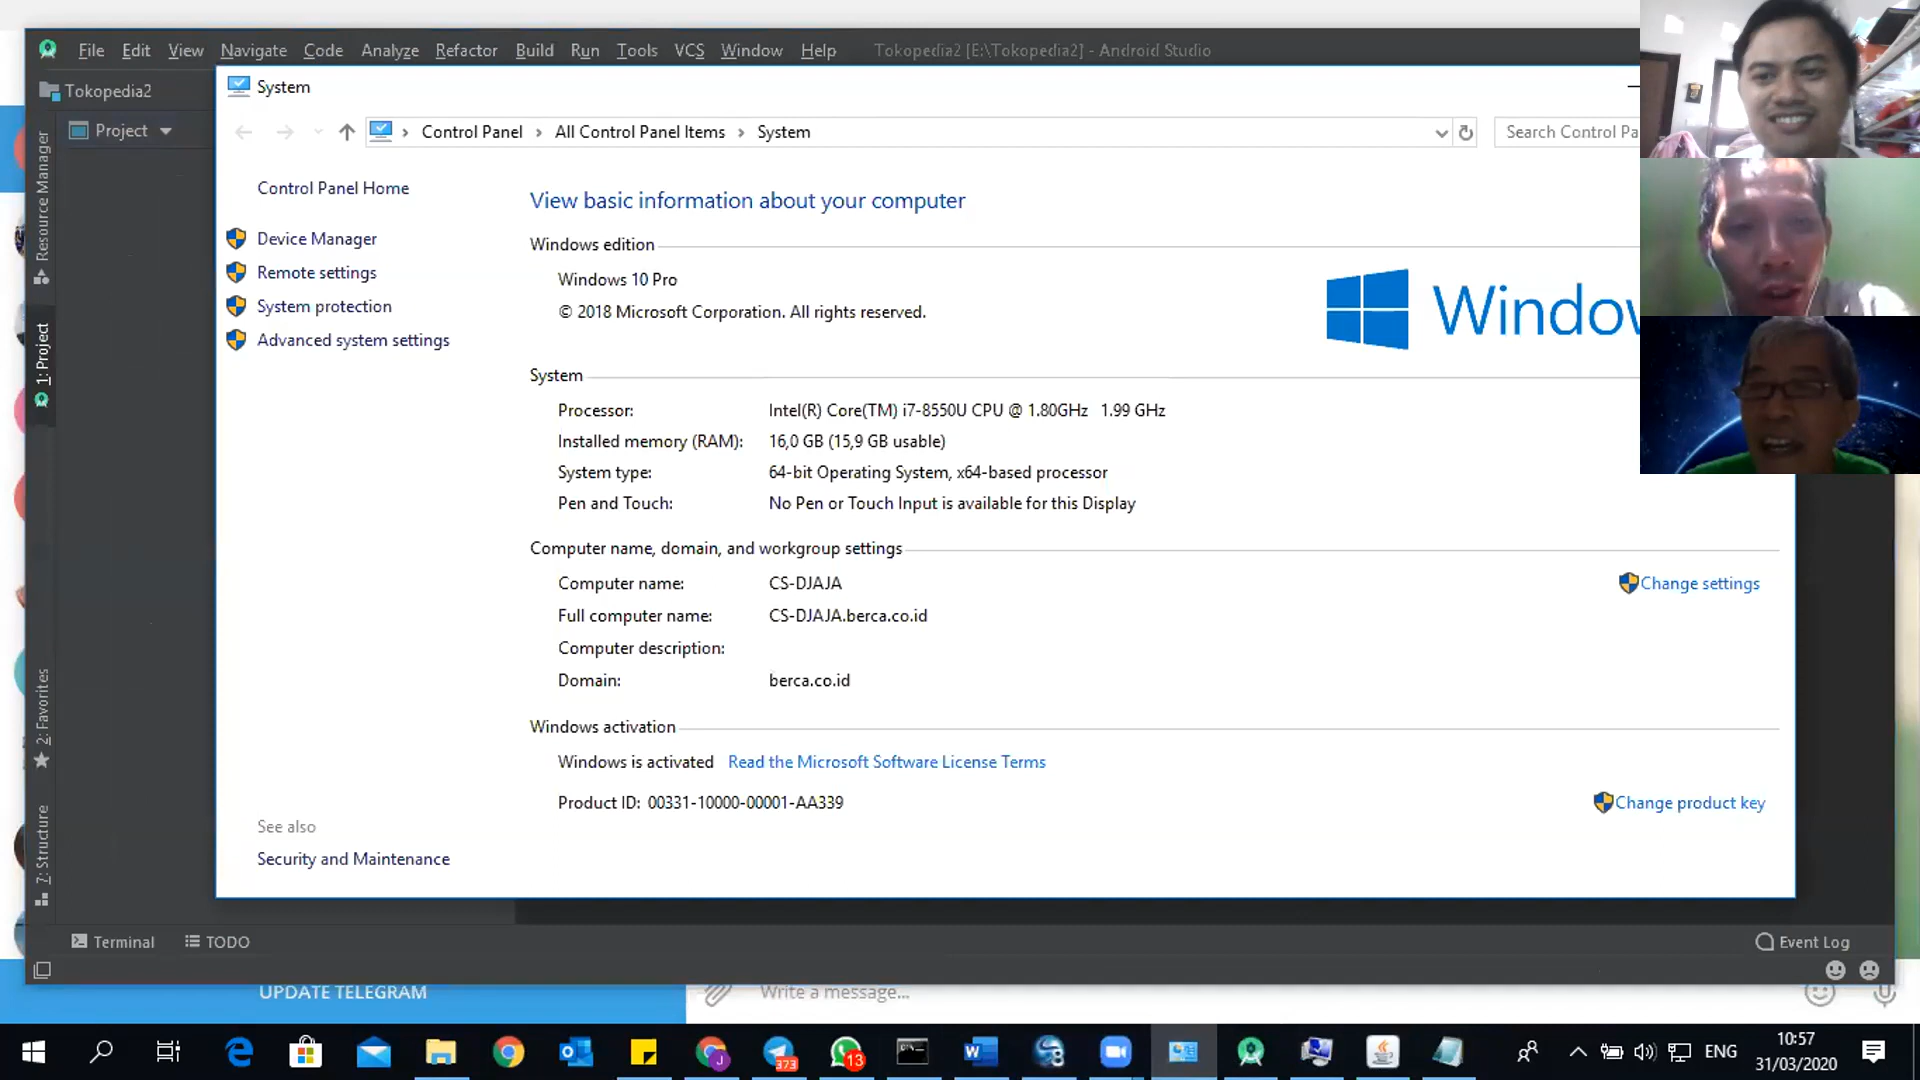 File Edit View Navigate Code Analyze Refactor Build Run Tools VCS Window Help Tokopedia2 [E:\Tokopedia2] - Android Studio
Tokopedia2
Project
Resource Manager
1: Project
2: Favorites
7: Structure
System
Control Panel › All Control Panel Items › System
Search Control Pa
Control Panel Home
Device Manager
Remote settings
System protection
Advanced system settings
View basic information about your computer
Windows edition
Windows 10 Pro
© 2018 Microsoft Corporation. All rights reserved.
Windo
System
Processor: Intel(R) Core(TM) i7-8550U CPU @ 1.80GHz 1.99 GHz
Installed memory (RAM): 16,0 GB (15,9 GB usable)
System type: 64-bit Operating System, x64-based processor
Pen and Touch: No Pen or Touch Input is available for this Display
Computer name, domain, and workgroup settings
Computer name: CS-DJAJA
Change settings
Full computer name: CS-DJAJA.berca.co.id
Computer description:
Domain: berca.co.id
Windows activation
Windows is activated Read the Microsoft Software License Terms
Product ID: 00331-10000-00001-AA339
Change product key
See also
Security and Maintenance
Terminal TODO
Event Log
UPDATE TELEGRAM
Write a message...
J
373
13
ENG
10:57
31/03/2020